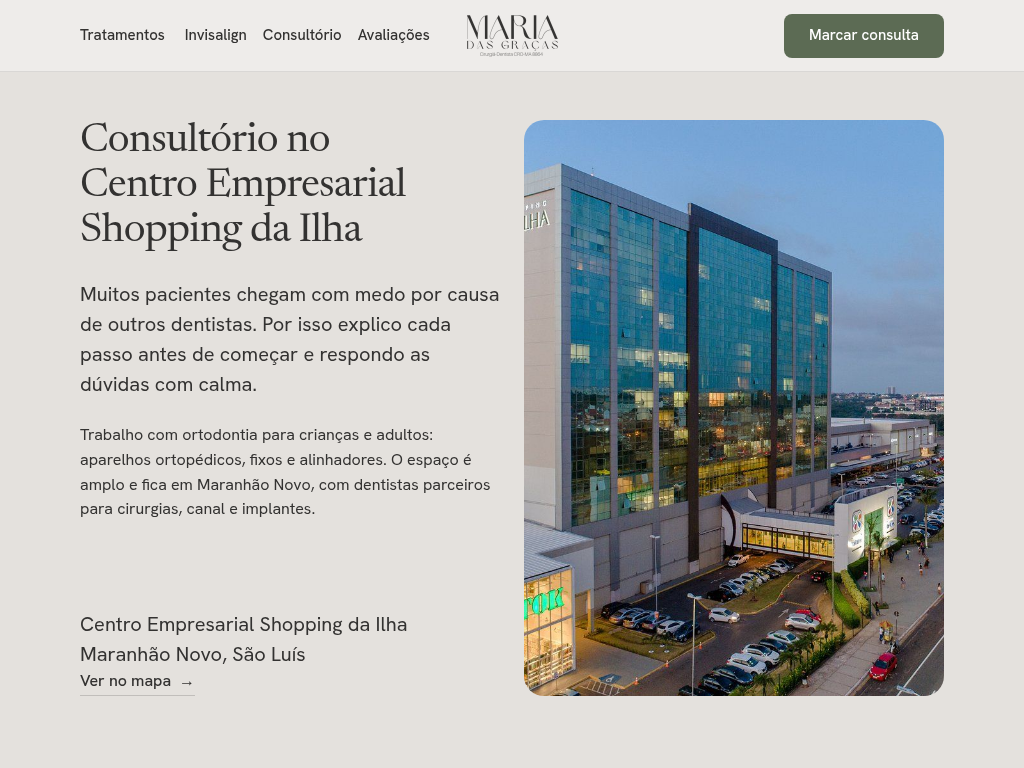 Tratamentos Invisalign Consultório Avaliações
MARIA
DAS GRAÇAS
Marcar consulta
Consultório no
Centro Empresarial
Shopping da Ilha
Muitos pacientes chegam com medo por causa
de outros dentistas. Por isso explico cada
passo antes de começar e respondo as
dúvidas com calma.
Trabalho com ortodontia para crianças e adultos:
aparelhos ortopédicos, fixos e alinhadores. O espaço é
amplo e fica em Maranhão Novo, com dentistas parceiros
para cirurgias, canal e implantes.
Centro Empresarial Shopping da Ilha
Maranhão Novo, São Luís
Ver no mapa →
ILHA
TOK